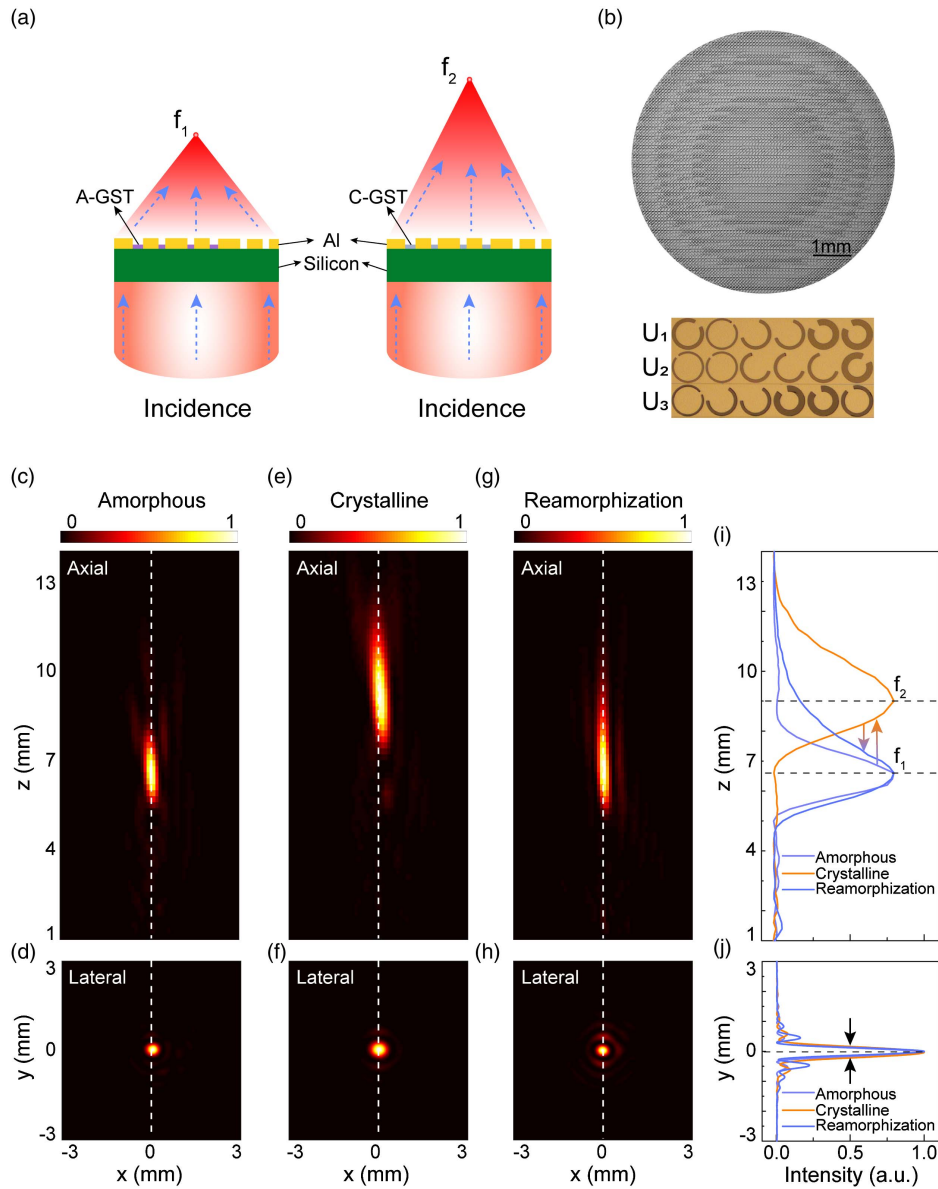 (a)
(b)
f1
f2
A-GST
C-GST
Al
Silicon
Incidence
Incidence
1mm
U1
U2
U3
(c)
(e)
(g)
Amorphous
Crystalline
Reamorphization
0 1
0 1
0 1
(i)
Axial
Axial
Axial
13
10
7
4
1
z (mm)
13
10
7
4
1
z (mm)
f2
f1
Amorphous
Crystalline
Reamorphization
(d)
(f)
(h)
(j)
Lateral
Lateral
Lateral
3
0
-3
y (mm)
-3 0 3
x (mm)
-3 0 3
x (mm)
-3 0 3
x (mm)
3
0
-3
y (mm)
Amorphous
Crystalline
Reamorphization
0.0 0.5 1.0
Intensity (a.u.)